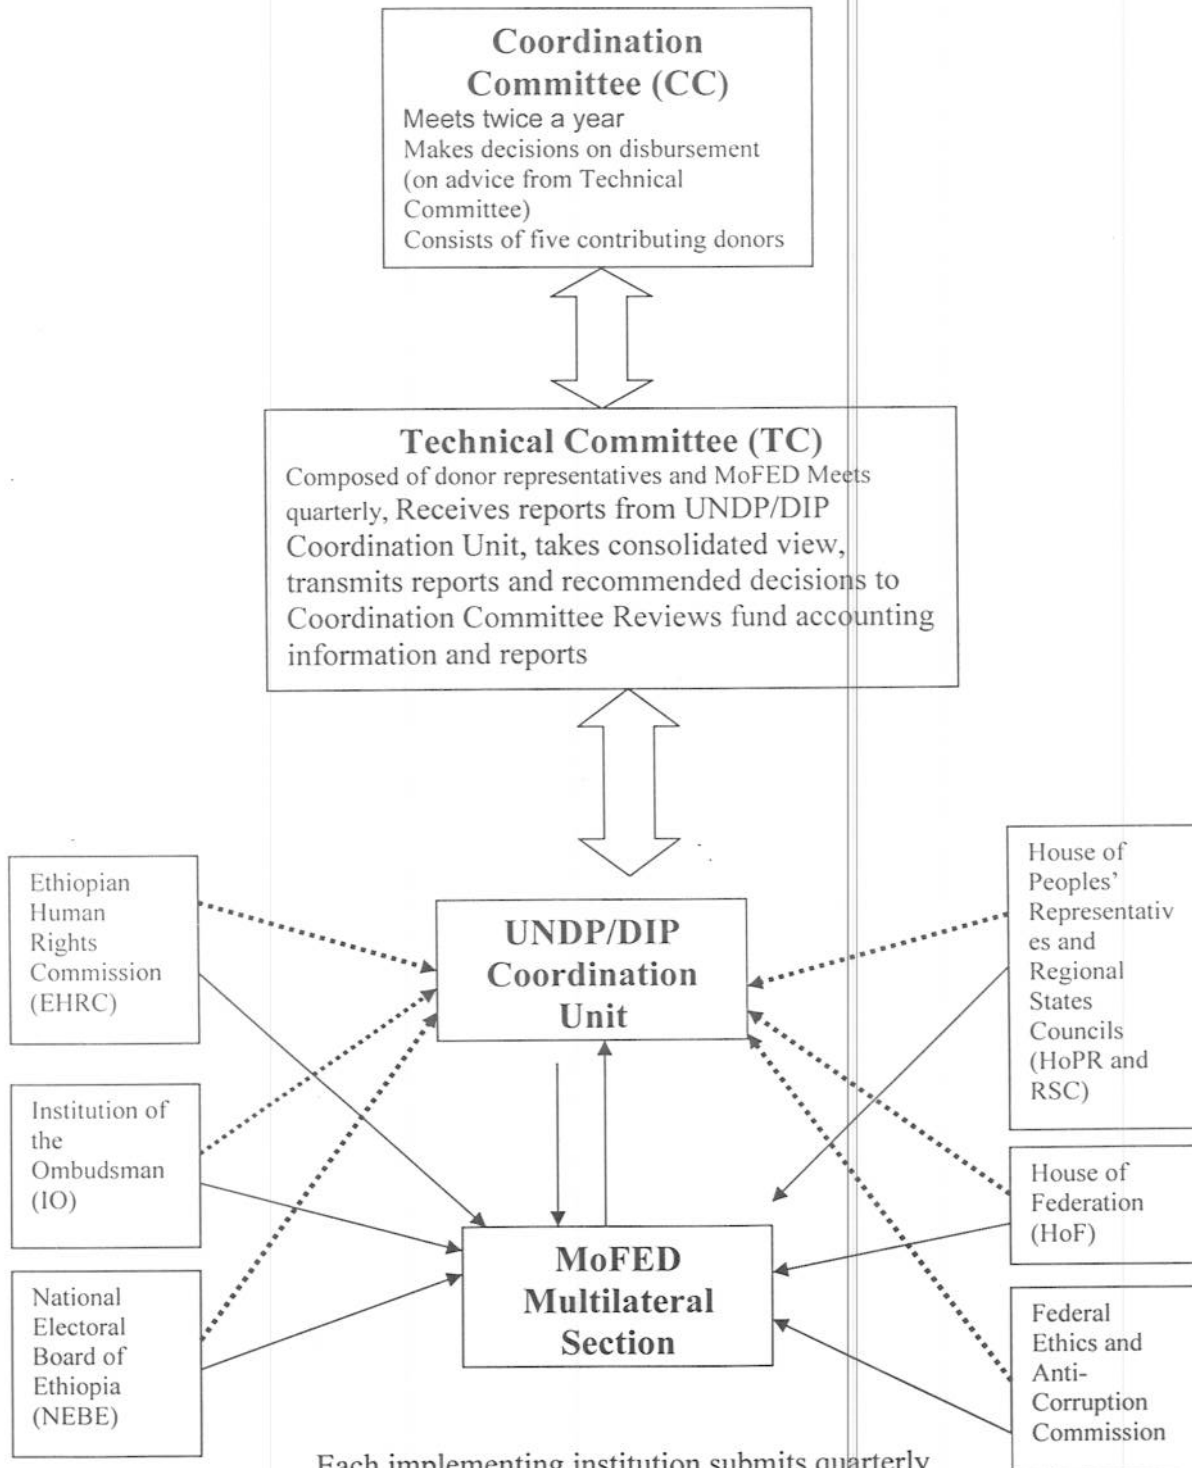 Coordination
Committee (CC)
Meets twice a year
Makes decisions on disbursement
(on advice from Technical
Committee)
Consists of five contributing donors
Technical Committee (TC)
Composed of donor representatives and MoFED Meets
quarterly, Receives reports from UNDP/DIP
Coordination Unit, takes consolidated view,
transmits reports and recommended decisions to
Coordination Committee Reviews fund accounting
information and reports
Ethiopian
Human
Rights
Commission
(EHRC)
Institution of
the
Ombudsman
(IO)
National
Electoral
Board of
Ethiopia
(NEBE)
UNDP/DIP
Coordination
Unit
MoFED
Multilateral
Section
House of
Peoples'
Representativ
es and
Regional
States
Councils
(HoPR and
RSC)
House of
Federation
(HoF)
Federal
Ethics and
Anti-
Corruption
Commission
Each implementing institution submits quarterly